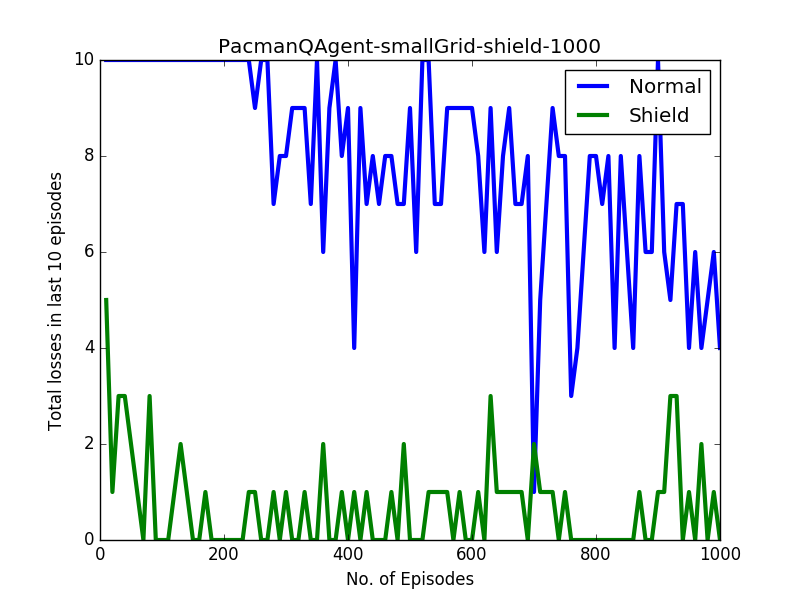 PacmanQAgent-smallGrid-shield-1000
10
8
6
4
2
0
Total losses in last 10 episodes
Normal
Shield
0 200 400 600 800 1000
No. of Episodes